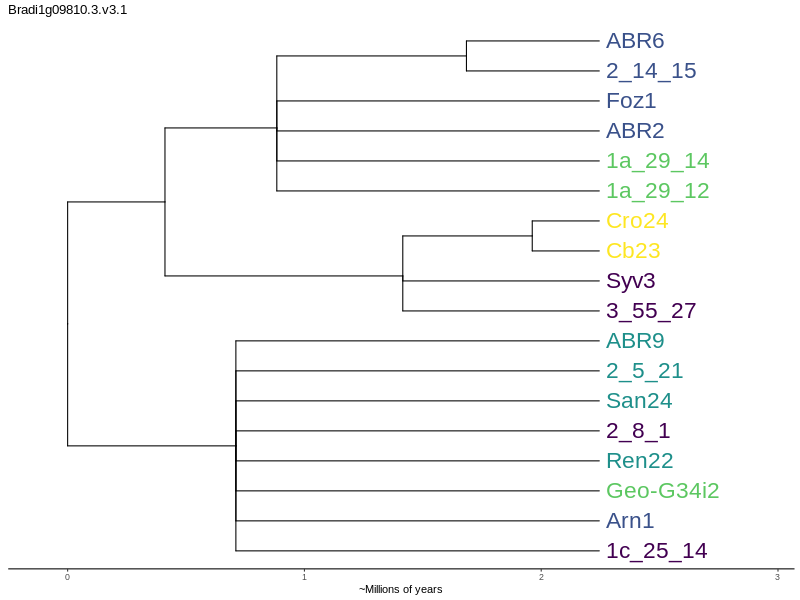 Bradi1g09810.3.v3.1
ABR6
2_14_15
Foz1
ABR2
1a_29_14
1a_29_12
Cro24
Cb23
Syv3
3_55_27
ABR9
2_5_21
San24
2_8_1
Ren22
Geo-G34i2
Arn1
1c_25_14
0 1 2 3
~Millions of years